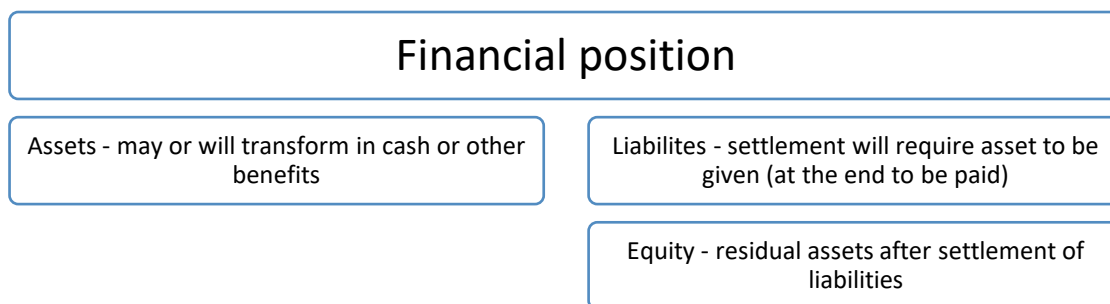 Financial position
Assets - may or will transform in cash or other
benefits
Liabilites - settlement will require asset to be
given (at the end to be paid)
Equity - residual assets after settlement of
liabilities